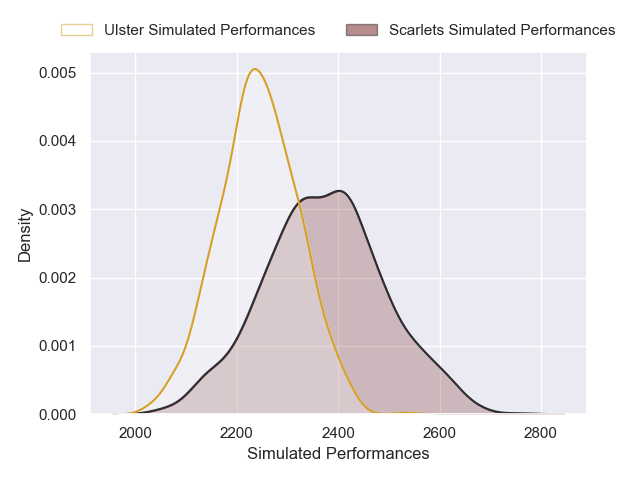 Ulster Simulated Performances Scarlets Simulated Performances
0.005
0.004
0.003
0.002
0.001
0.000
Density
2000 2200 2400 2600 2800
Simulated Performances